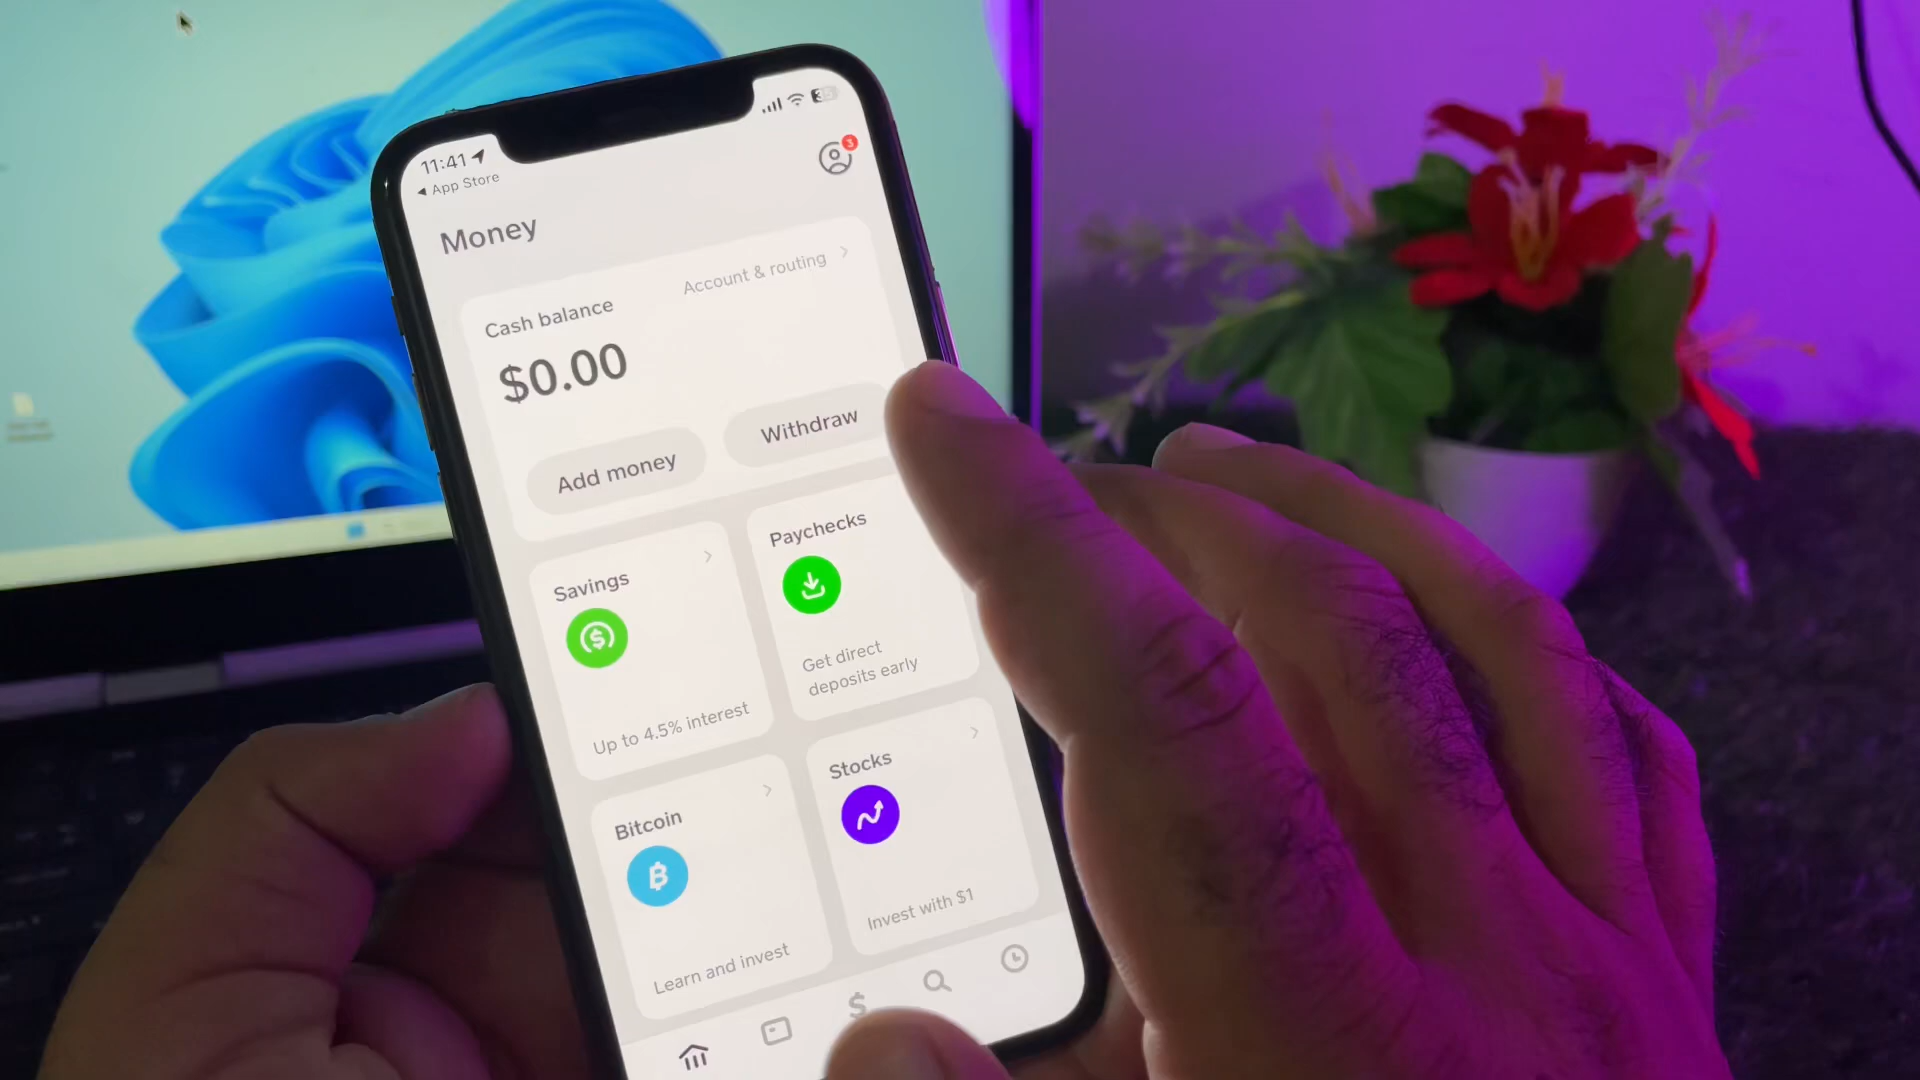 11:41
App Store
3
Money
Account & routing
Cash balance
$0.00
Add money
Withdraw
Savings
Up to 4.5% interest
Paychecks
Get direct
deposits early
Bitcoin
Learn and invest
Stocks
Invest with $1